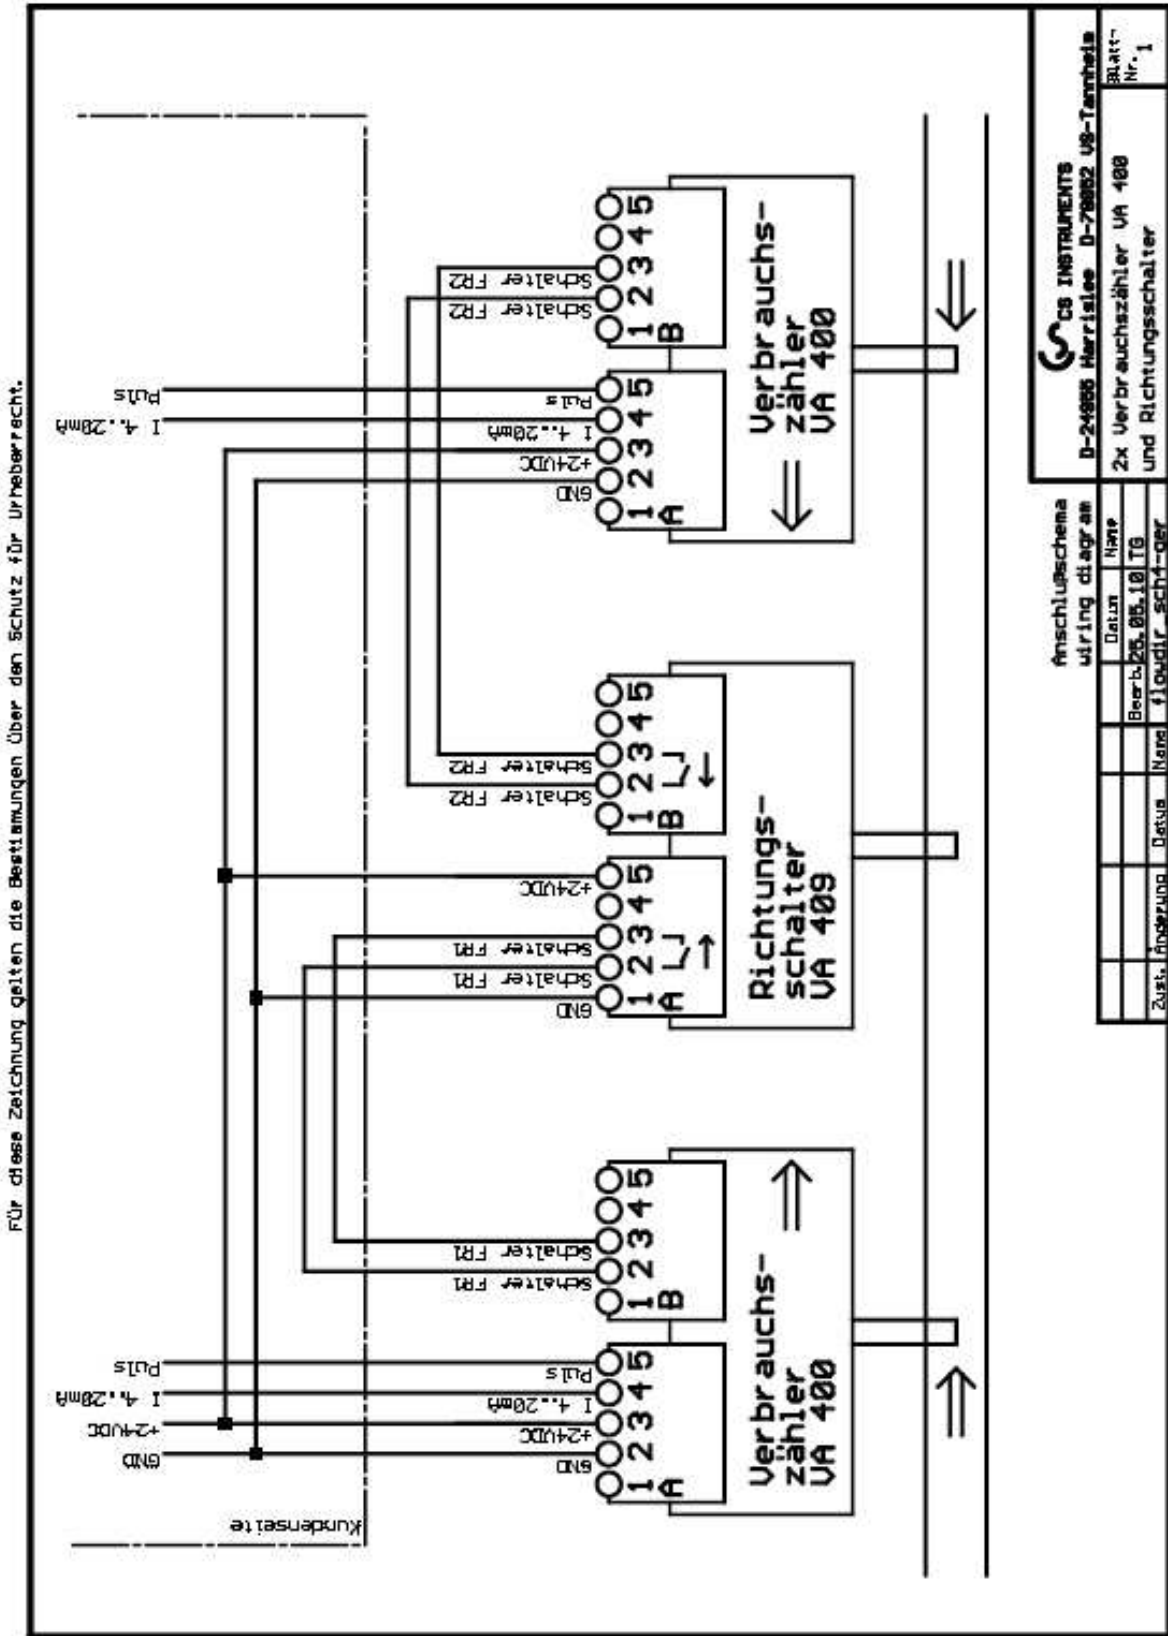 Für diese Zeichnung gelten die Bestimmungen über den Schutz für Urheberrecht.
Kundenseite
GND
+24VDC
I 4..20mA
Puls
I 4..20mA
Puls
GND
+24VDC
I 4..20mA
Puls
Schalter FR1
Schalter FR1
GND
Schalter FR1
Schalter FR1
+24VDC
Schalter FR2
Schalter FR2
GND
+24VDC
I 4..20mA
Puls
Schalter FR2
Schalter FR2
1 2 3 4 5
A
1 2 3 4 5
B
1 2 3 4 5
A
1 2 3 4 5
B
1 2 3 4 5
A
1 2 3 4 5
B
Verbrauchs-
zähler
VA 400
Richtungs-
schalter
VA 409
Verbrauchs-
zähler
VA 400
Anschlußschema
wiring diagram
CS INSTRUMENTS
D-24955 Harrislee D-78052 VS-Tannheim
Datum Name
Bearb. 26.05.10 TG
Zust. Änderung Datum Name flowdir_sch1-ger
2x Verbrauchszähler VA 400
und Richtungsschalter
Blatt-
Nr. 1